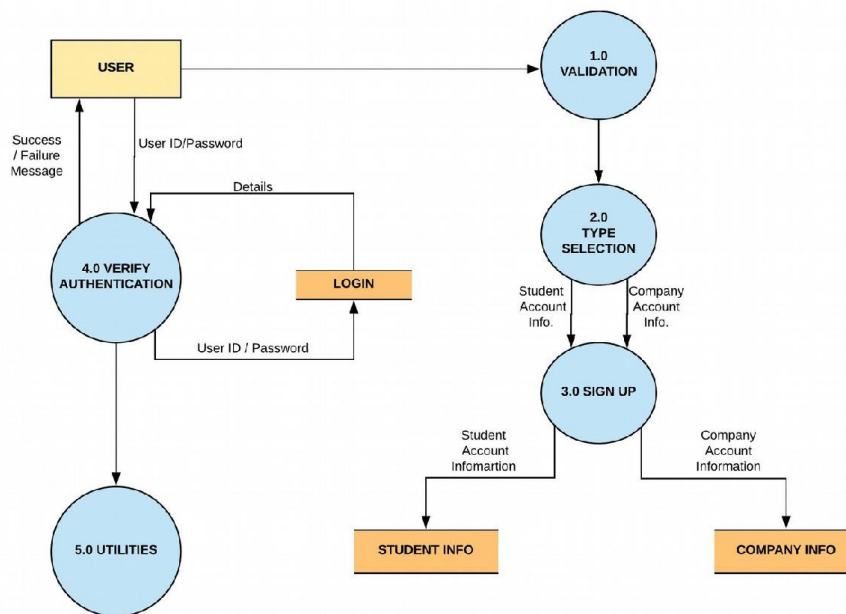 1.0
VALIDATION
USER
Success
/ Failure
Message
User ID/Password
Details
2.0
TYPE
SELECTION
4.0 VERIFY
AUTHENTICATION
LOGIN
Student
Account
Info.
Company
Account
Info.
User ID / Password
3.0 SIGN UP
Student
Account
Infomartion
Company
Account
Information
5.0 UTILITIES
STUDENT INFO
COMPANY INFO